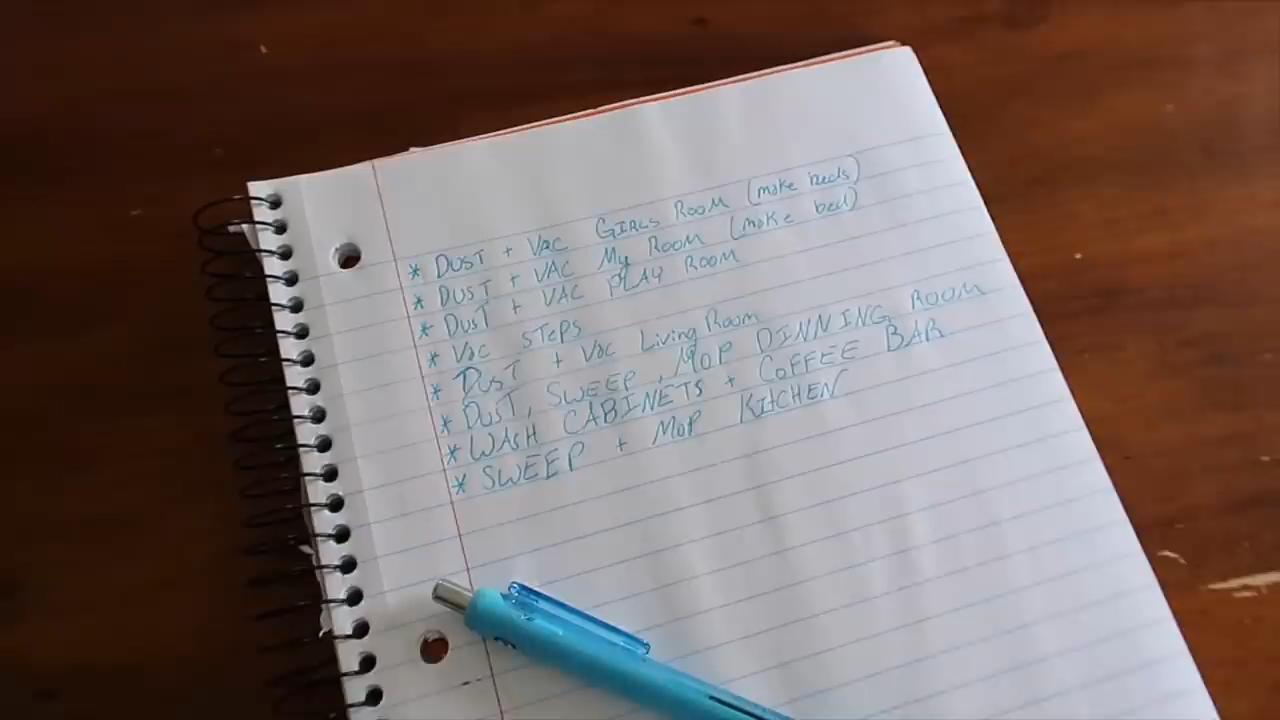 * DUST + VAC GIRLS ROOM (make beds)
* DUST + VAC My ROOM (make bed)
* DUST + VAC PLAY ROOM
* VAC STEPS
* DUST + VAC Living Room
* DUST, SWEEP, MOP DINNING ROOM
* WASH CABINETS + COFFEE BAR
* SWEEP + MOP KITCHEN